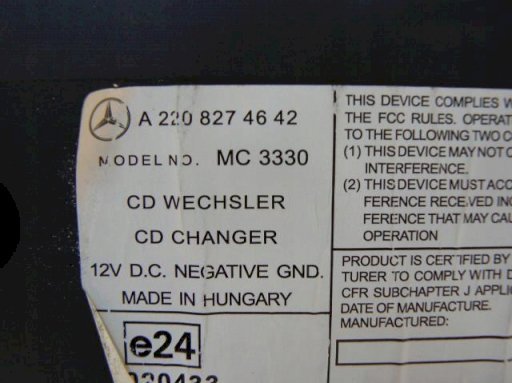 A 220 827 46 42
MODEL NO. MC 3330
CD WECHSLER
CD CHANGER
12V D.C. NEGATIVE GND.
MADE IN HUNGARY
e24
THIS DEVICE COMPLIES
THE FCC RULES. OPERAT
TO THE FOLLOWING TWO C
(1) THIS DEVICE MAY NOT C
INTERFERENCE.
(2) THIS DEVICE MUST ACC
FERENCE RECEIVED INC
FERENCE THAT MAY CAU
OPERATION
PRODUCT IS CERTIFIED BY
TURER TO COMPLY WITH D
CFR SUBCHAPTER J APPLI
DATE OF MANUFACTURE.
MANUFACTURED: